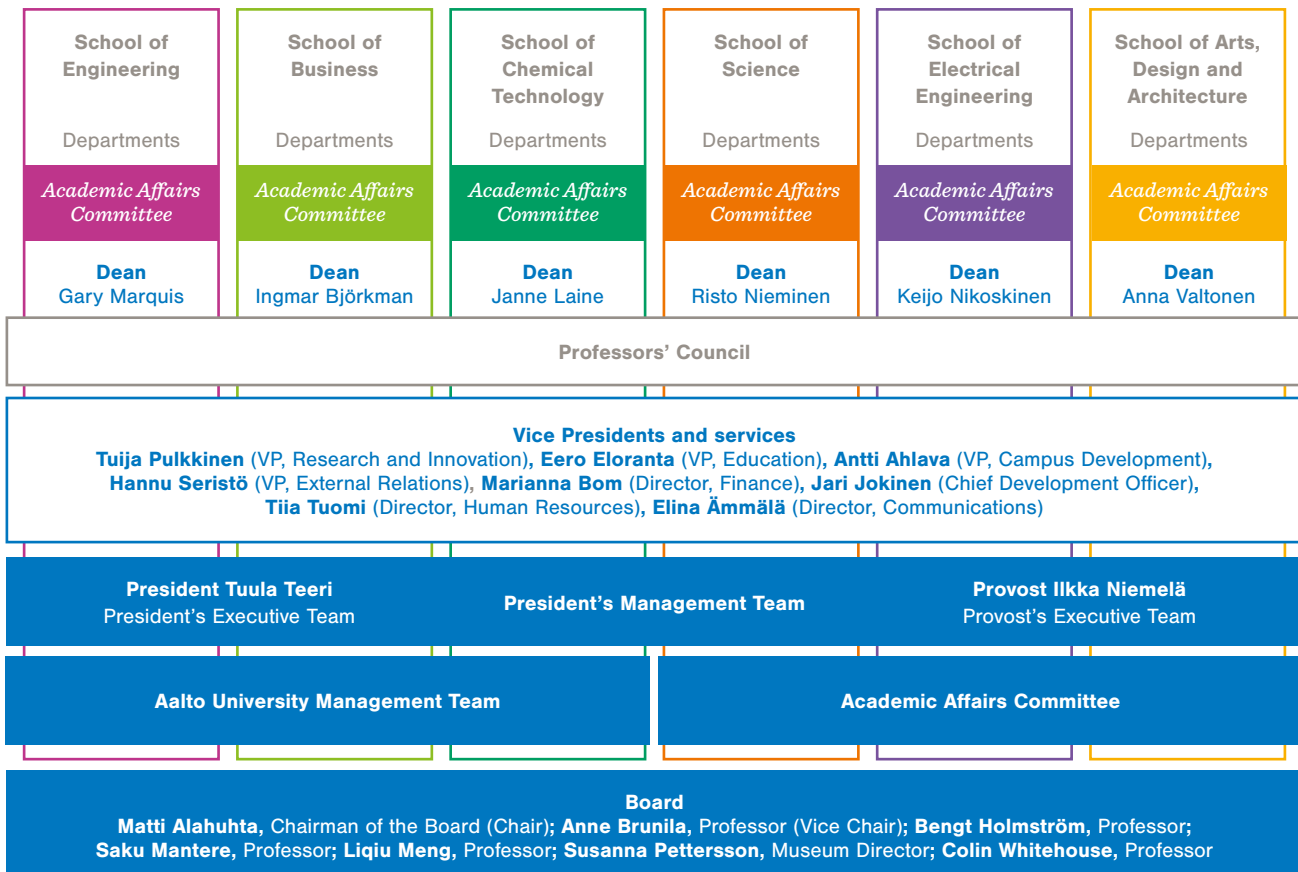 School of
Engineering
Departments
Academic Affairs
Committee
Dean
Gary Marquis
School of
Business
Departments
Academic Affairs
Committee
Dean
Ingmar Björkman
School of
Chemical
Technology
Departments
Academic Affairs
Committee
Dean
Janne Laine
School of
Science
Departments
Academic Affairs
Committee
Dean
Risto Nieminen
School of
Electrical
Engineering
Departments
Academic Affairs
Committee
Dean
Keijo Nikoskinen
School of Arts,
Design and
Architecture
Departments
Academic Affairs
Committee
Dean
Anna Valtonen
Professors’ Council
Vice Presidents and services
Tuija Pulkkinen (VP, Research and Innovation), Eero Eloranta (VP, Education), Antti Ahlava (VP, Campus Development),
Hannu Seristö (VP, External Relations), Marianna Bom (Director, Finance), Jari Jokinen (Chief Development Officer),
Tiia Tuomi (Director, Human Resources), Elina Ämmälä (Director, Communications)
President Tuula Teeri
President’s Executive Team
President’s Management Team
Provost Ilkka Niemelä
Provost’s Executive Team
Aalto University Management Team
Academic Affairs Committee
Board
Matti Alahuhta, Chairman of the Board (Chair); Anne Brunila, Professor (Vice Chair); Bengt Holmström, Professor;
Saku Mantere, Professor; Liqiu Meng, Professor; Susanna Pettersson, Museum Director; Colin Whitehouse, Professor